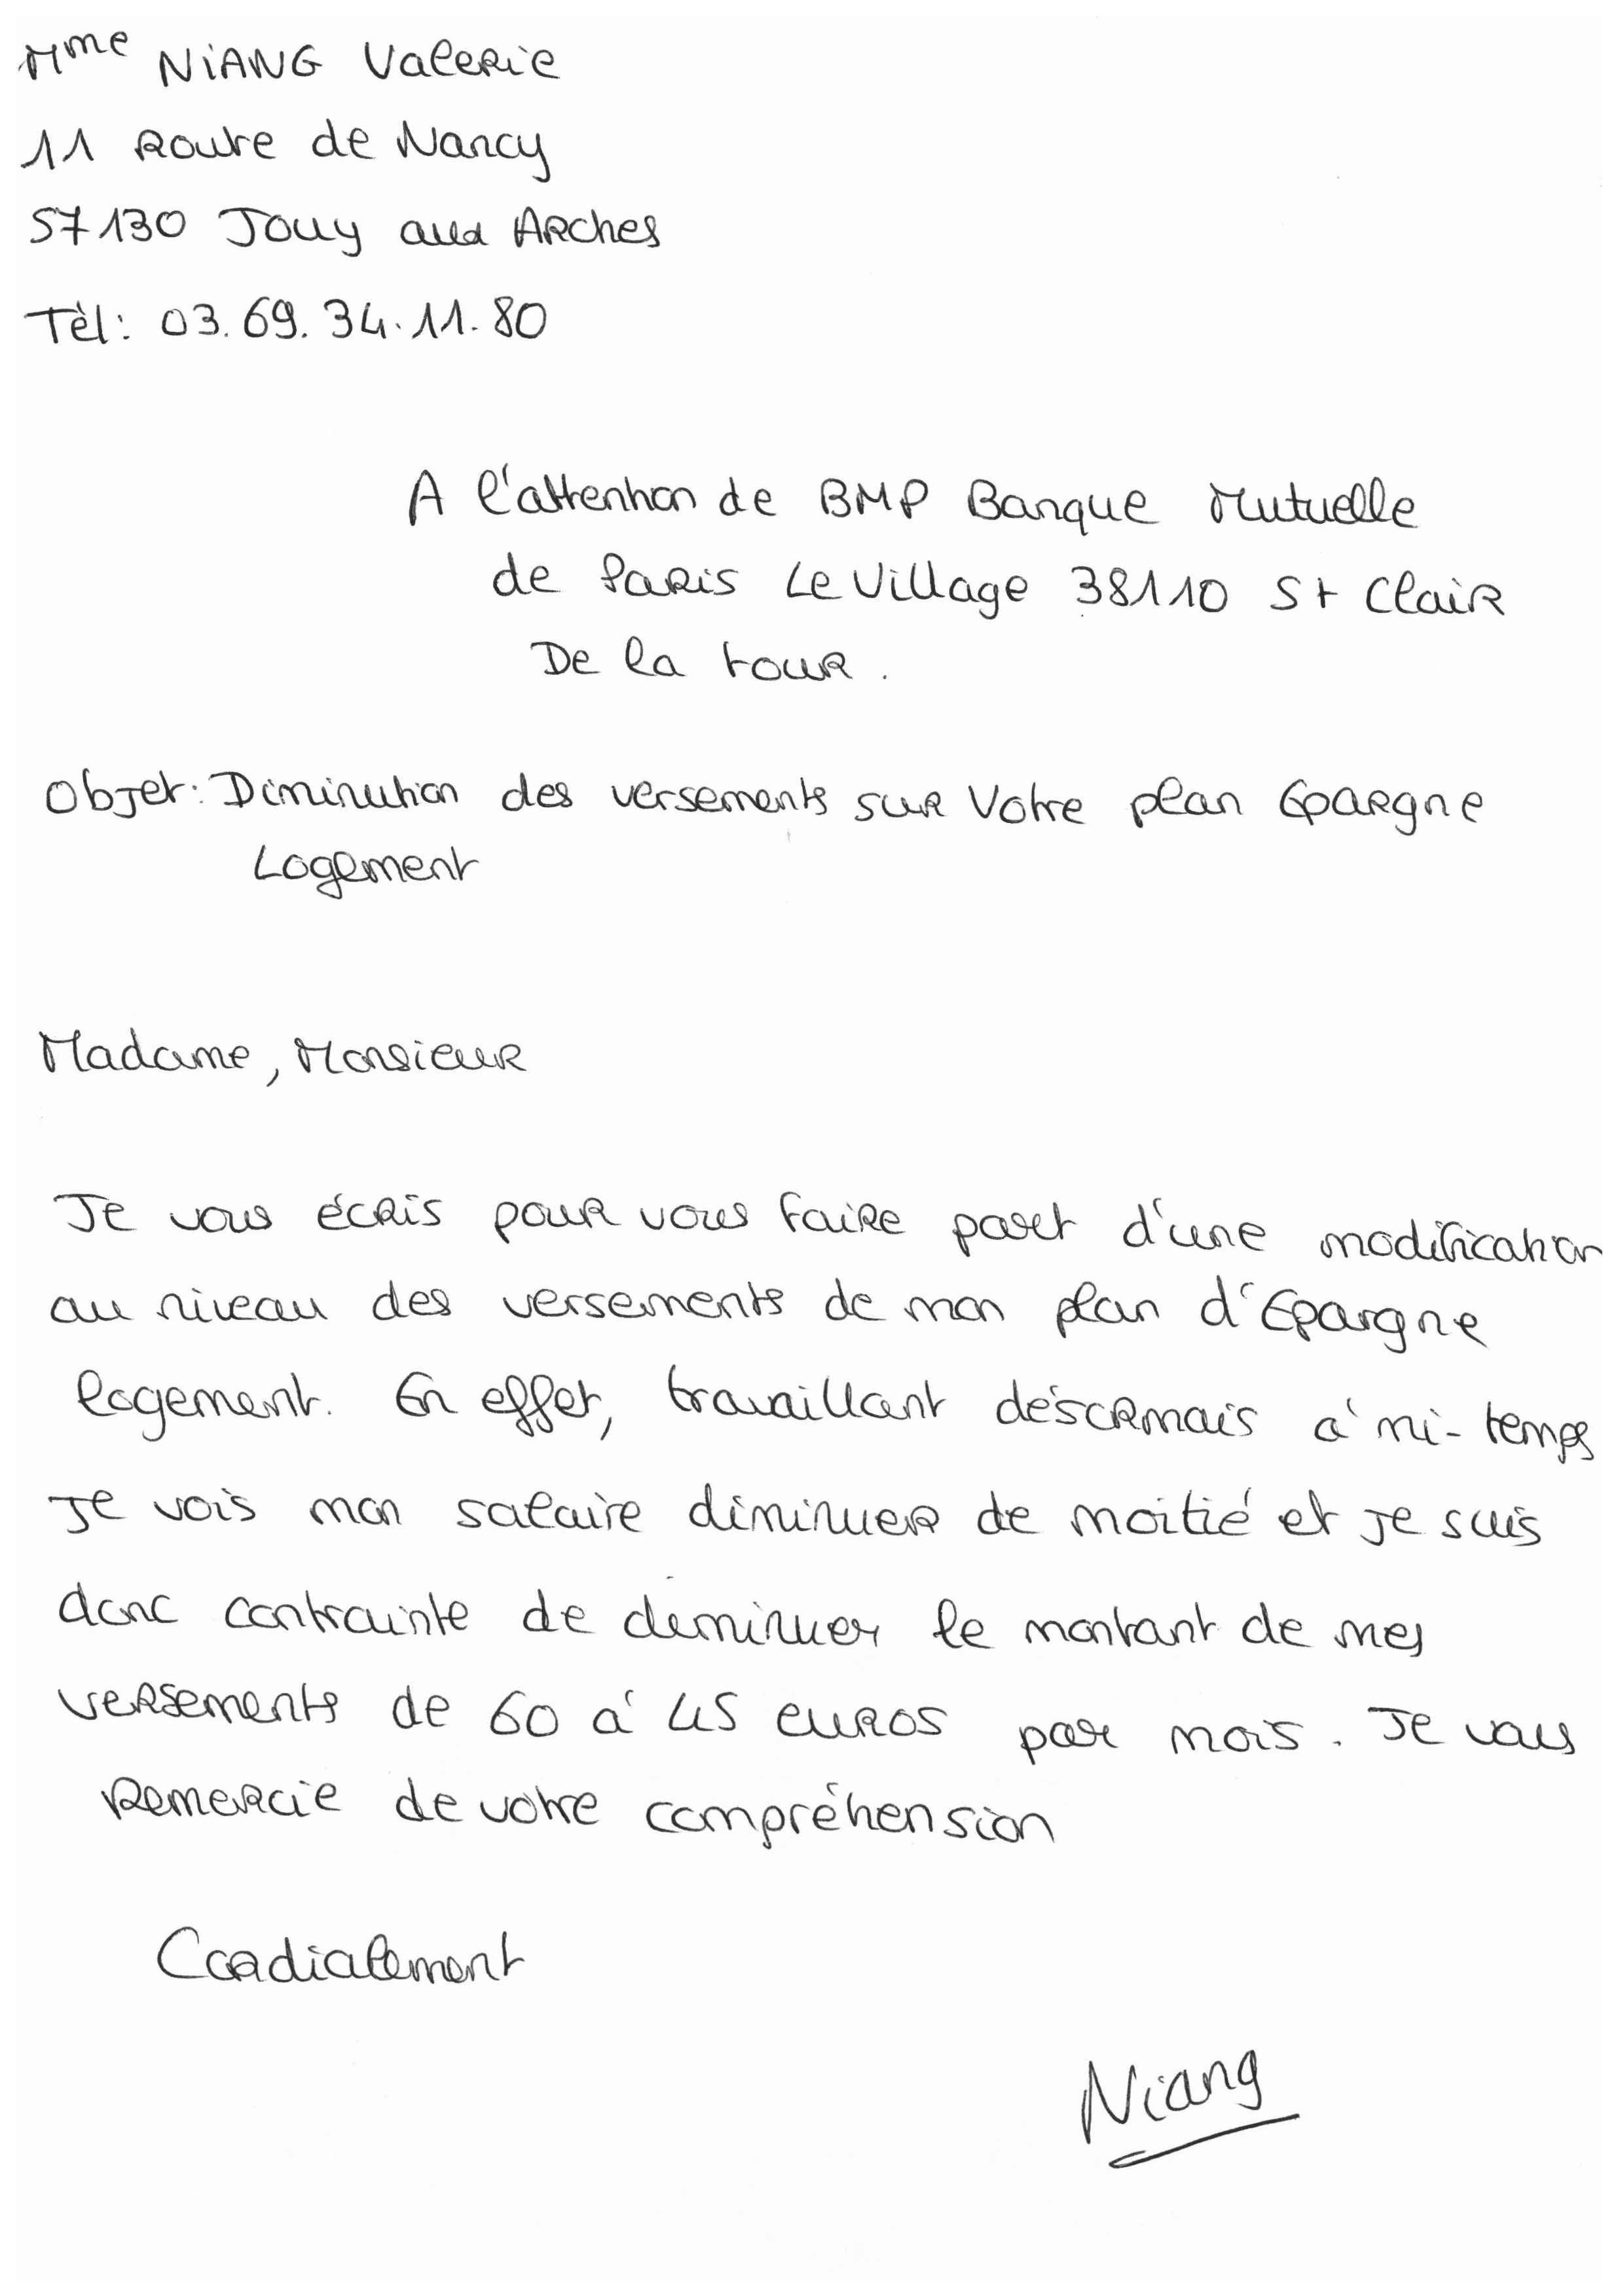 Mme NIANG Valerie
11 Route de Nancy
57130 Jouy aux Arches
Tèl: 03.69.34.11.80
A l'attention de BMP Banque Mutuelle
de Paris Le Village 38110 St Clair
De la tour.
Objet: Diminution des versements sur Votre plan Epargne
Logement
Madame, Monsieur
Je vous écris pour vous faire part d'une modification
au niveau des versements de mon plan d'Epargne
logement. En effet, travaillant désormais à mi-temps
Je vois mon salaire diminuer de moitié et je suis
donc contrainte de diminuer le montant de mes
versements de 60 à 45 euros par mois. Je vous
Remercie de votre compréhension
Cordialement
Niang